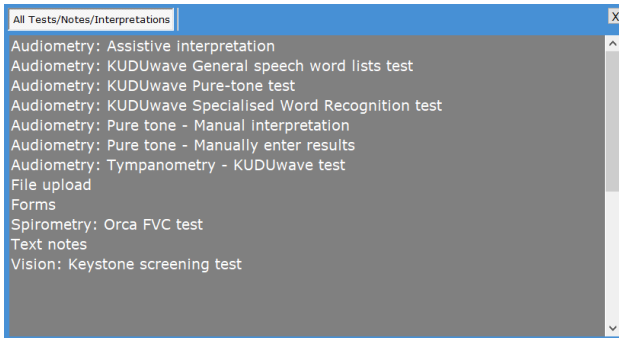 All Tests/Notes/Interpretations
X
Audiometry: Assistive interpretation
Audiometry: KUDUwave General speech word lists test
Audiometry: KUDUwave Pure-tone test
Audiometry: KUDUwave Specialised Word Recognition test
Audiometry: Pure tone - Manual interpretation
Audiometry: Pure tone - Manually enter results
Audiometry: Tympanometry - KUDUwave test
File upload
Forms
Spirometry: Orca FVC test
Text notes
Vision: Keystone screening test